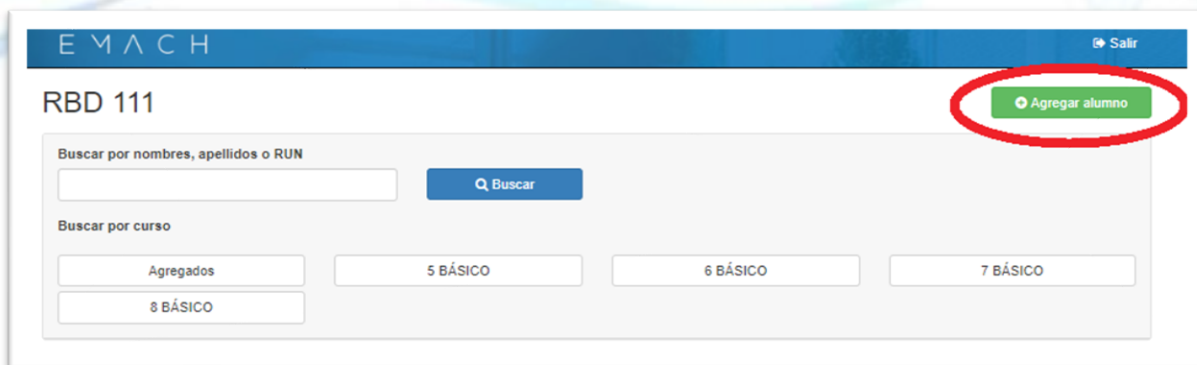 EMACH
Salir
RBD 111
Agregar alumno
Buscar por nombres, apellidos o RUN
Buscar
Buscar por curso
Agregados
5 BÁSICO
6 BÁSICO
7 BÁSICO
8 BÁSICO